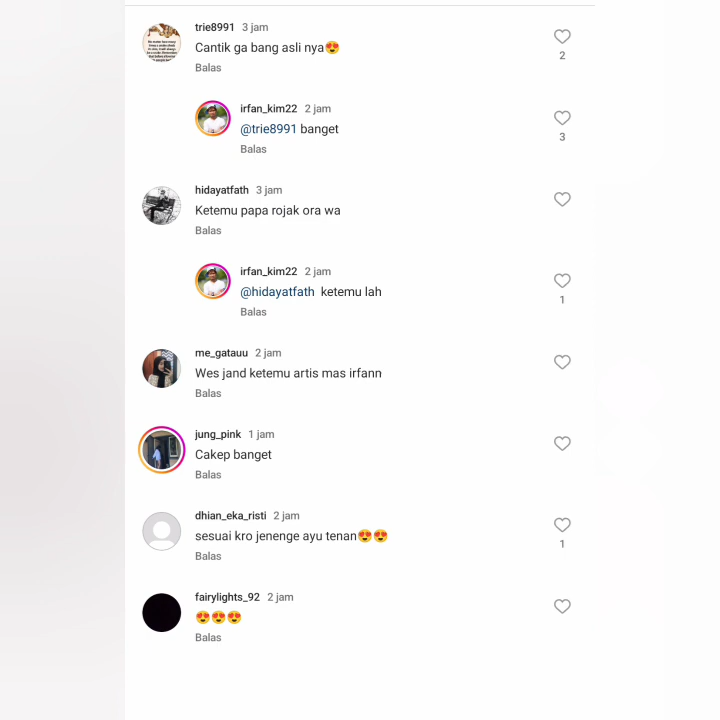 trie8991 3 jam
Cantik ga bang asli nya😍
2
Balas
irfan_kim22 2 jam
@trie8991 banget
3
Balas
hidayatfath 3 jam
Ketemu papa rojak ora wa
Balas
irfan_kim22 2 jam
@hidayatfath ketemu lah
1
Balas
me_gatauu 2 jam
Wes jand ketemu artis mas irfann
Balas
jung_pink 1 jam
Cakep banget
Balas
dhian_eka_risti 2 jam
sesuai kro jenenge ayu tenan😍😍
1
Balas
fairylights_92 2 jam
😍😍😍
Balas